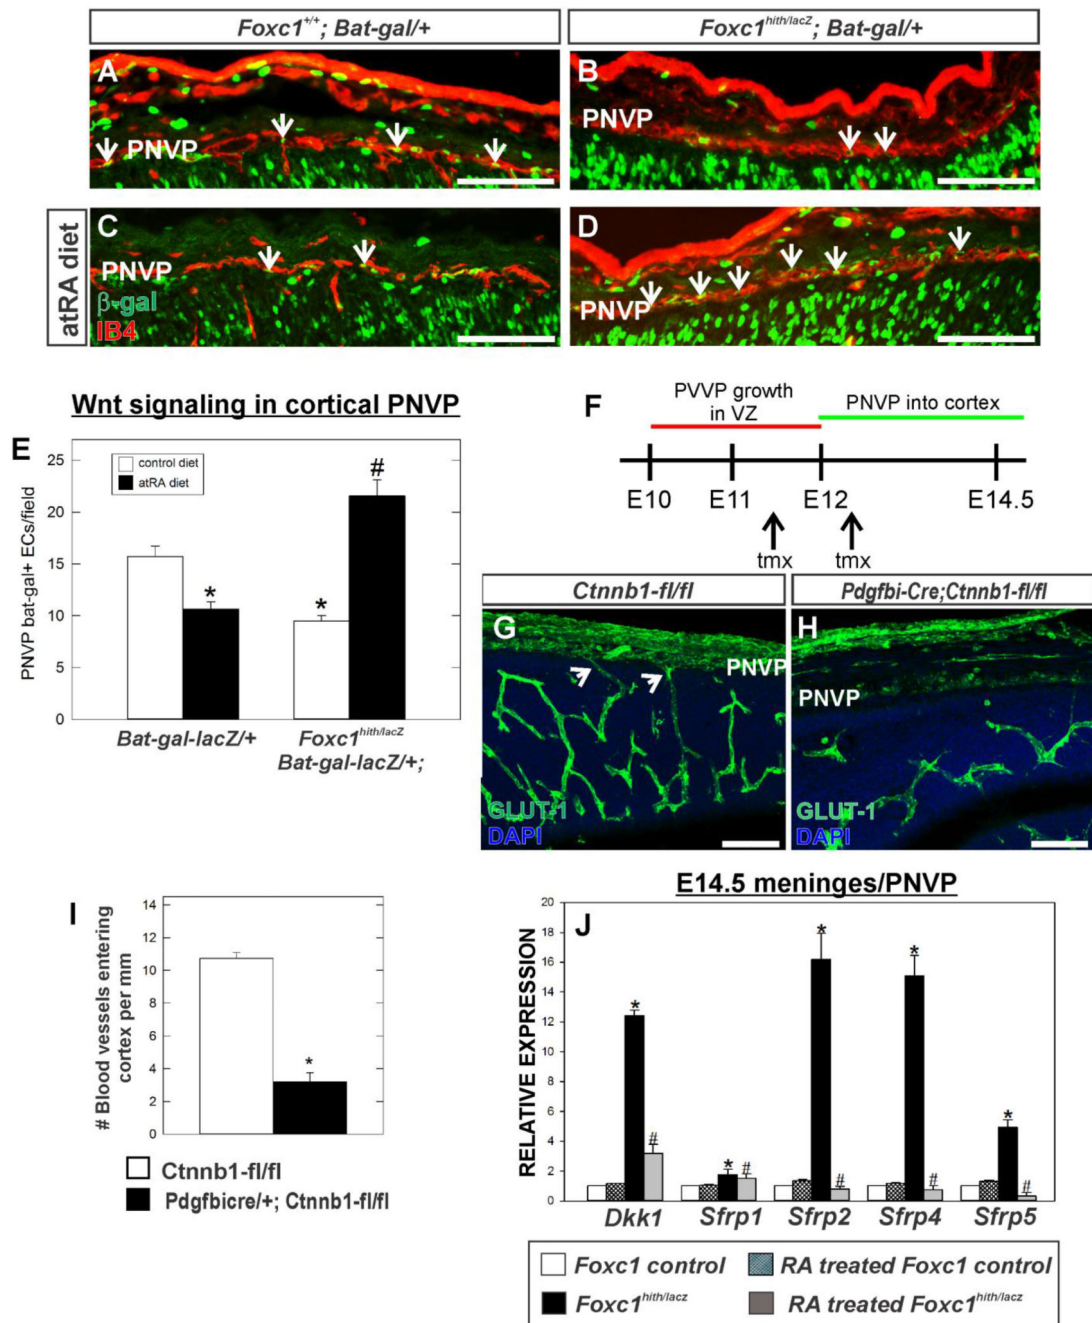 Foxc1+/+; Bat-gal/+
Foxc1hith/lacZ; Bat-gal/+
A
PNVP
B
PNVP
atRA diet
C
PNVP
β-gal
IB4
D
PNVP
Wnt signaling in cortical PNVP
E
PNVP bat-gal+ ECs/field
25
20
15
10
5
0
control diet
atRA diet
*
*
#
Bat-gal-lacZ/+
Foxc1hith/lacZ
Bat-gal-lacZ/+;
F
PVVP growth
in VZ
PNVP into cortex
E10
E11
E12
E14.5
tmx
tmx
Ctnnb1-fl/fl
Pdgfbi-Cre;Ctnnb1-fl/fl
G
PNVP
GLUT-1
DAPI
H
PNVP
GLUT-1
DAPI
I
# Blood vessels entering
cortex per mm
14
12
10
8
6
4
2
0
*
Ctnnb1-fl/fl
Pdgfbicre/+; Ctnnb1-fl/fl
E14.5 meninges/PNVP
J
RELATIVE EXPRESSION
20
18
16
14
12
10
8
6
4
2
0
*
#
*
#
*
#
*
#
*
#
Dkk1
Sfrp1
Sfrp2
Sfrp4
Sfrp5
Foxc1 control
RA treated Foxc1 control
Foxc1hith/lacz
RA treated Foxc1hith/lacz